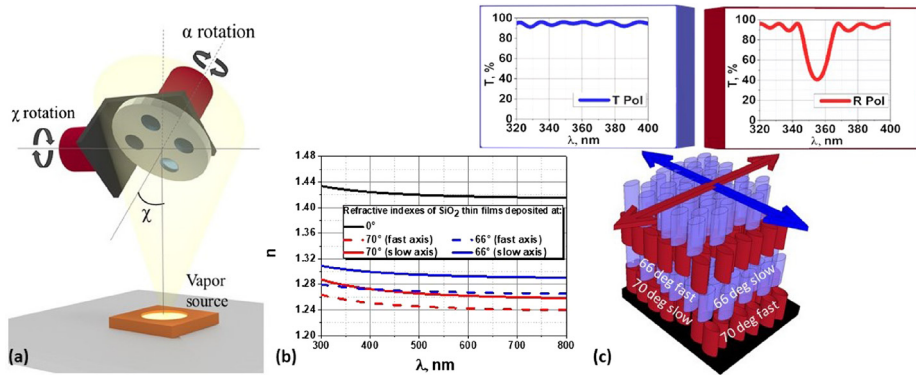 α rotation
χ rotation
χ
Vapor
source
(a)
1.48
1.44
1.40
1.36
1.32
1.28
1.24
1.20
300 400 500 600 700 800
n
λ, nm
Refractive indexes of SiO2 thin films deposited at:
0°
70° (fast axis) 66° (fast axis)
70° (slow axis) 66° (slow axis)
(b)
100
80
60
40
20
0
320 340 360 380 400
T, %
λ, nm
T Pol
100
80
60
40
20
0
320 340 360 380 400
T, %
λ, nm
R Pol
66 deg fast
70 deg slow
66 deg slow
70 deg fast
(c)